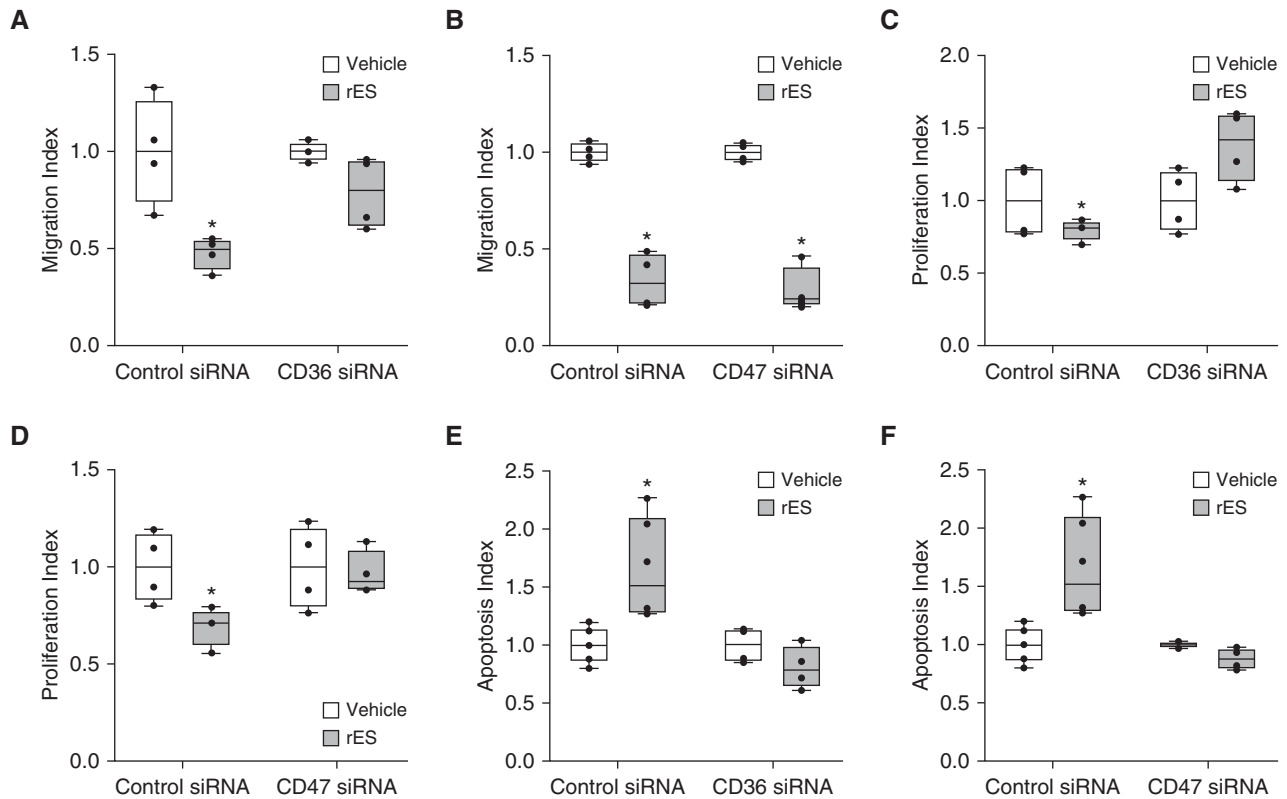 A
Migration Index
1.5
1.0
0.5
0.0
Vehicle
rES
*
Control siRNA
CD36 siRNA
B
Migration Index
1.5
1.0
0.5
0.0
Vehicle
rES
*
*
Control siRNA
CD47 siRNA
C
Proliferation Index
2.0
1.5
1.0
0.5
0.0
Vehicle
rES
*
Control siRNA
CD36 siRNA
D
Proliferation Index
1.5
1.0
0.5
0.0
*
Vehicle
rES
Control siRNA
CD47 siRNA
E
Apoptosis Index
2.5
2.0
1.5
1.0
0.5
0.0
Vehicle
rES
*
Control siRNA
CD36 siRNA
F
Apoptosis Index
2.5
2.0
1.5
1.0
0.5
0.0
Vehicle
rES
*
Control siRNA
CD47 siRNA